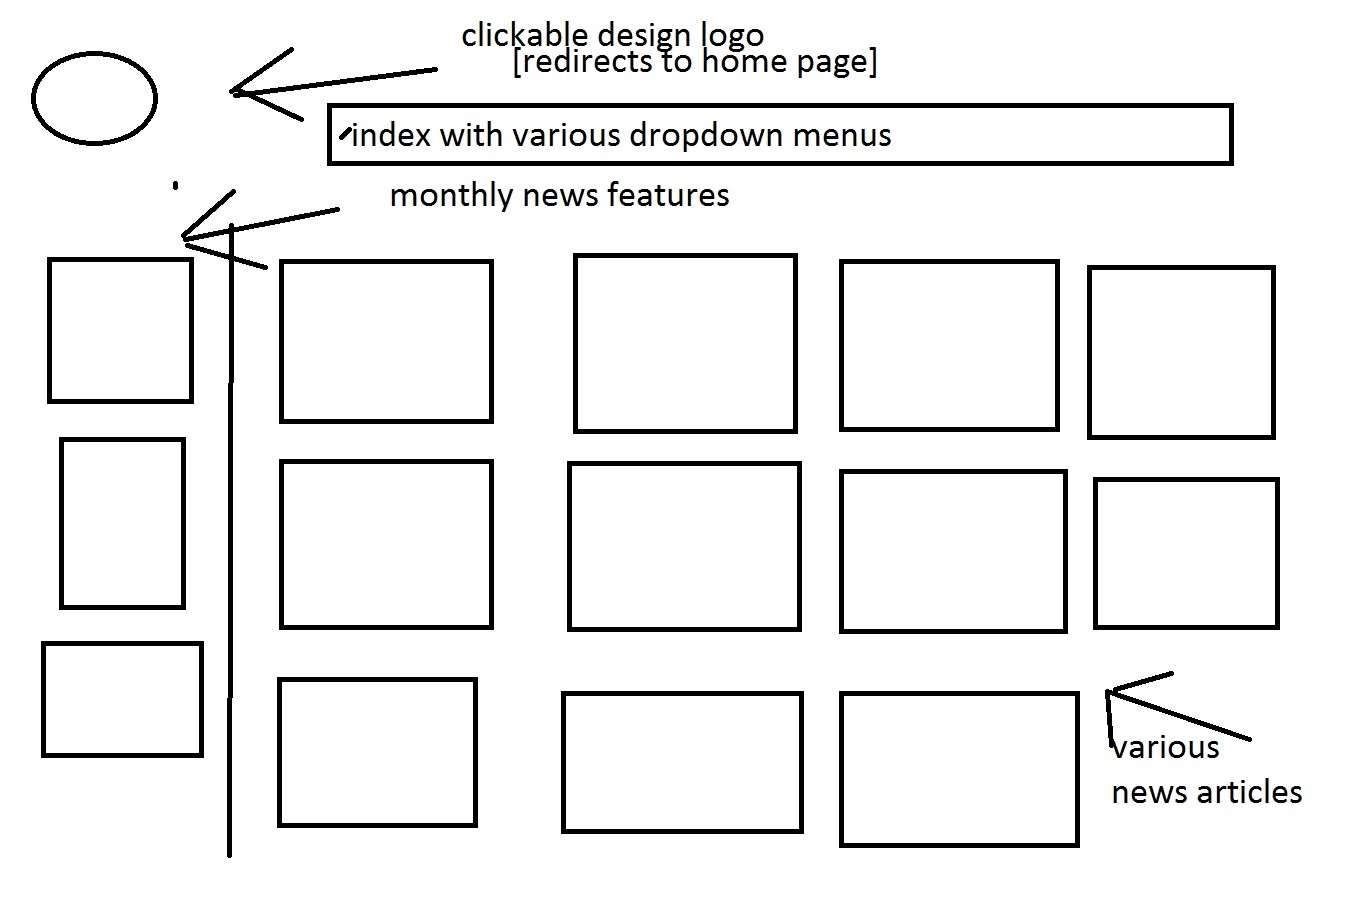 clickable design logo
[redirects to home page]
index with various dropdown menus
monthly news features
various
news articles